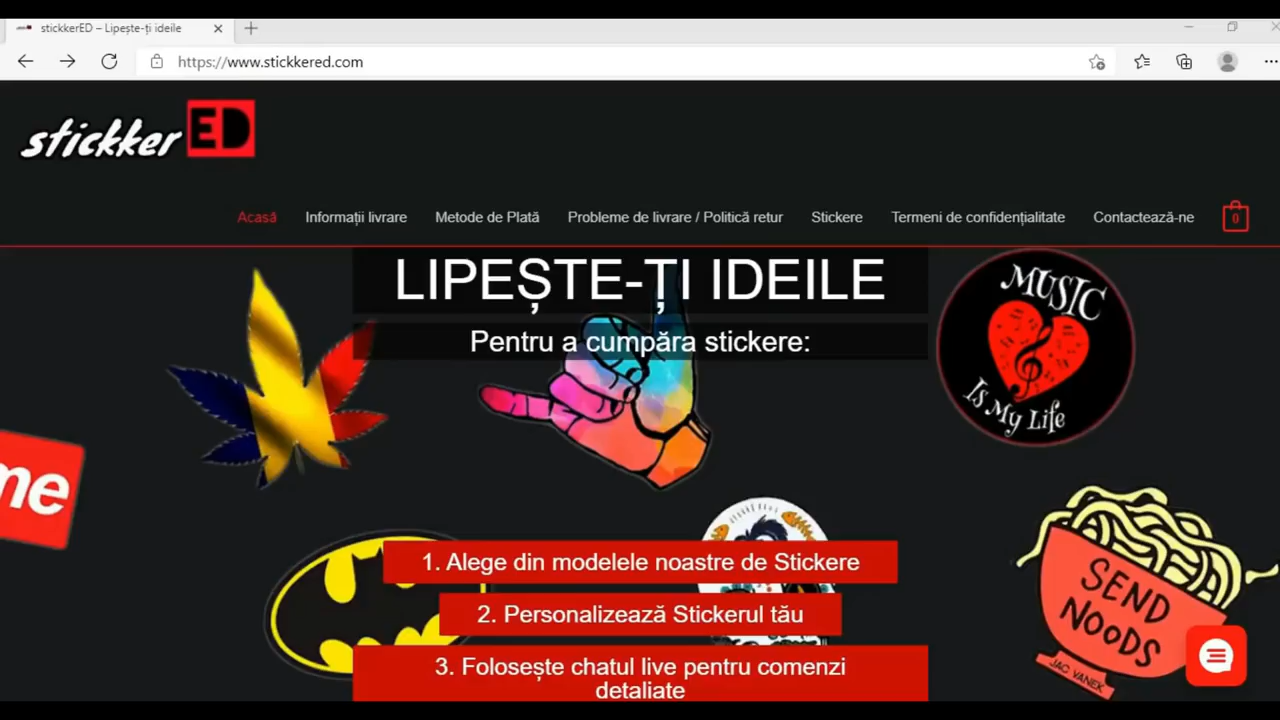 stickkerED – Lipește-ți ideile
https://www.stickkered.com
stickker ED
Acasă Informații livrare Metode de Plată Probleme de livrare / Politică retur Stickere Termeni de confidențialitate Contactează-ne 0
LIPEȘTE-ȚI IDEILE
Pentru a cumpăra stickere:
MUSIC
Is My Life
me
1. Alege din modelele noastre de Stickere
2. Personalizează Stickerul tău
3. Folosește chatul live pentru comenzi
detaliate
SEND
NOODS
JAC VANEK